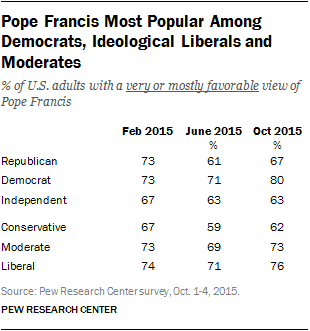 Pope Francis Most Popular Among
Democrats, Ideological Liberals and
Moderates
% of U.S. adults with a very or mostly favorable view of
Pope Francis
Feb 2015 June 2015 Oct 2015
% %
Republican 73 61 67
Democrat 73 71 80
Independent 67 63 63
Conservative 67 59 62
Moderate 73 69 73
Liberal 74 71 76
Source: Pew Research Center survey, Oct. 1-4, 2015.
PEW RESEARCH CENTER